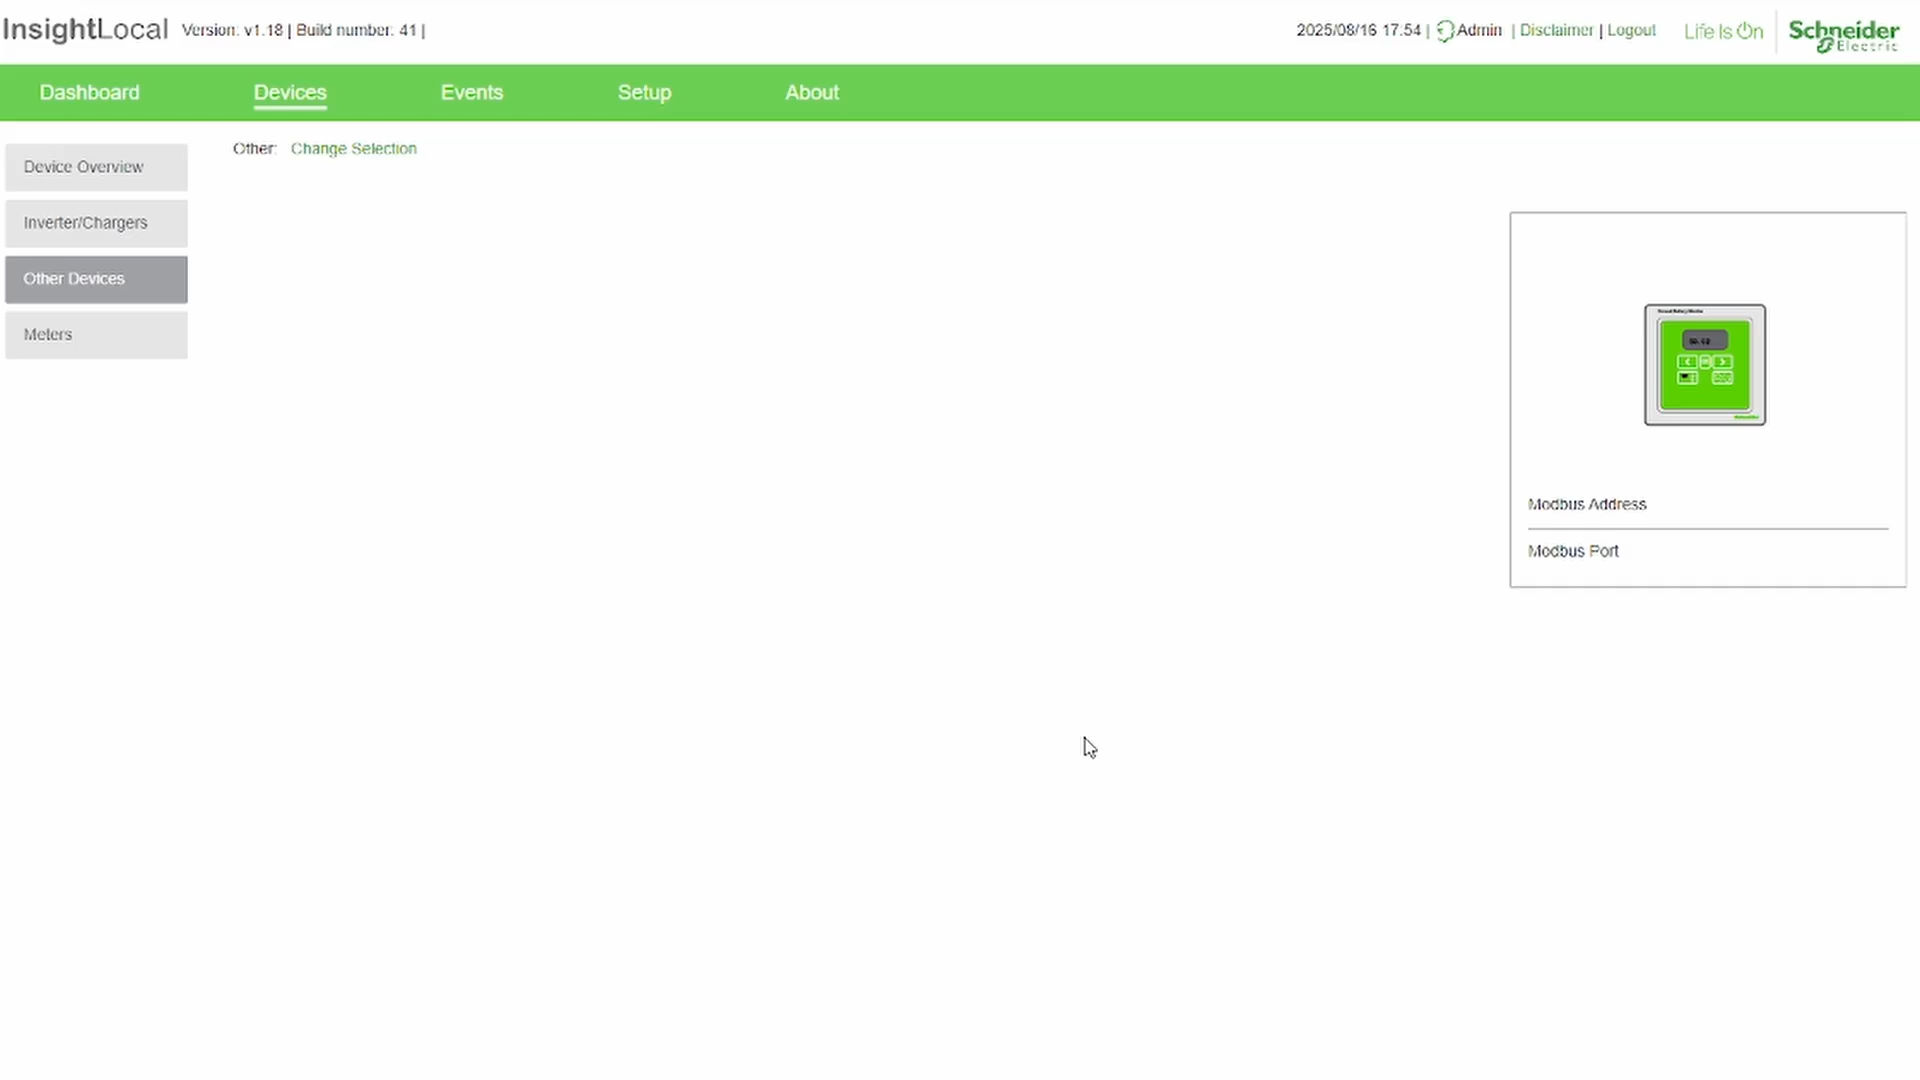 InsightLocal Version: v1.18 | Build number: 41 |
2025/08/16 17:54 | Admin | Disclaimer | Logout
Life Is On
Schneider
Electric
Dashboard
Devices
Events
Setup
About
Device Overview
Inverter/Chargers
Other Devices
Meters
Other: Change Selection
Modbus Address
Modbus Port